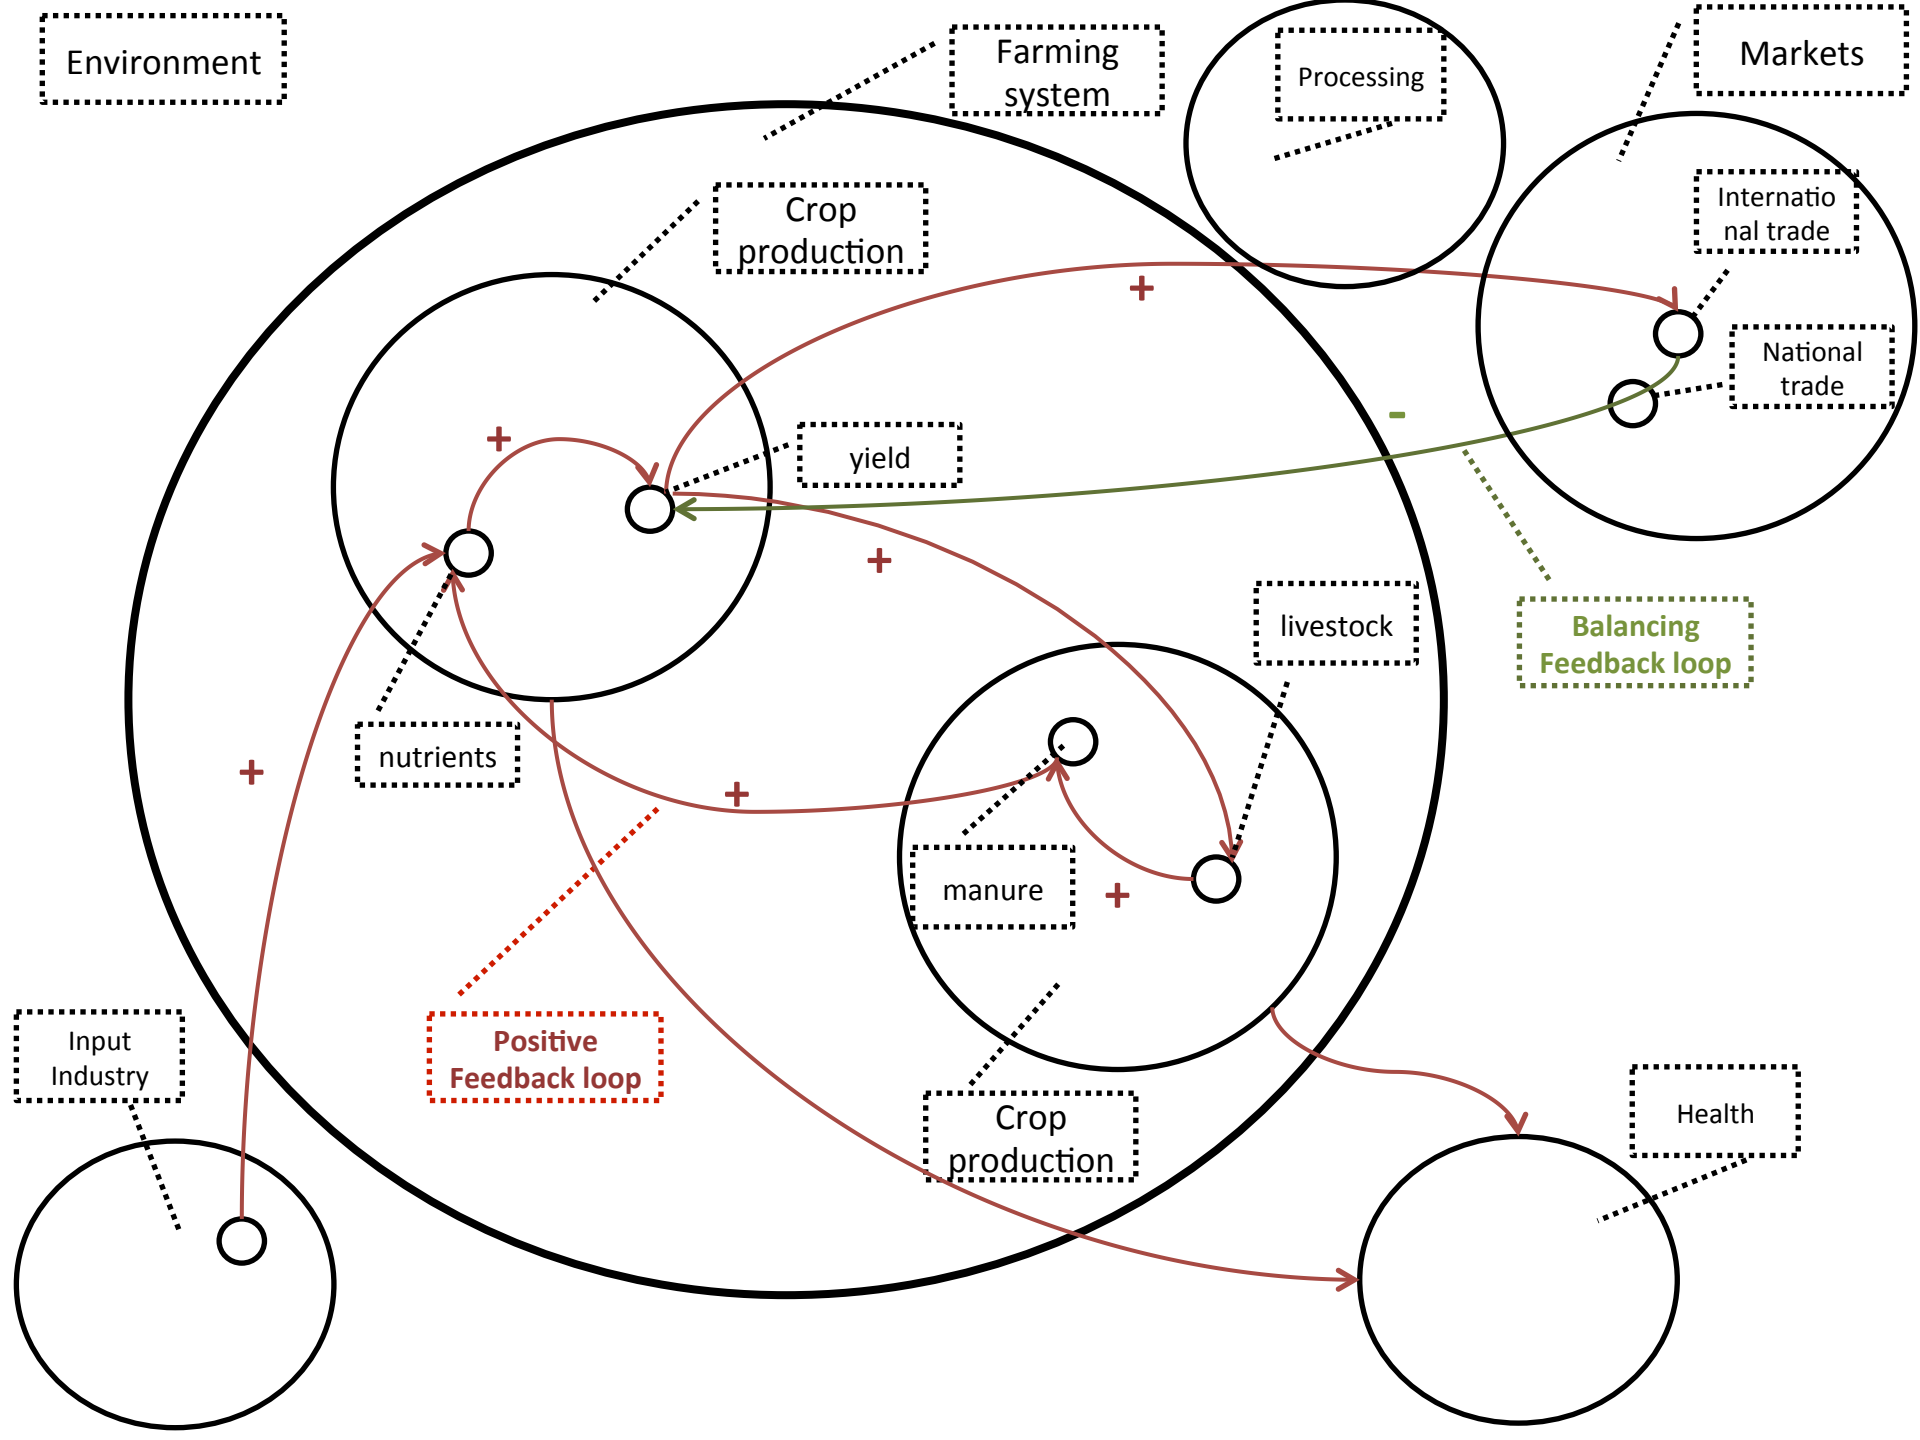 Environment
Farming
system
Processing
Markets
Internatio
nal trade
Crop
production
+
National
trade
-
+
yield
+
Balancing
Feedback loop
livestock
nutrients
+
+
manure
+
Positive
Feedback loop
Input
Industry
Crop
production
Health